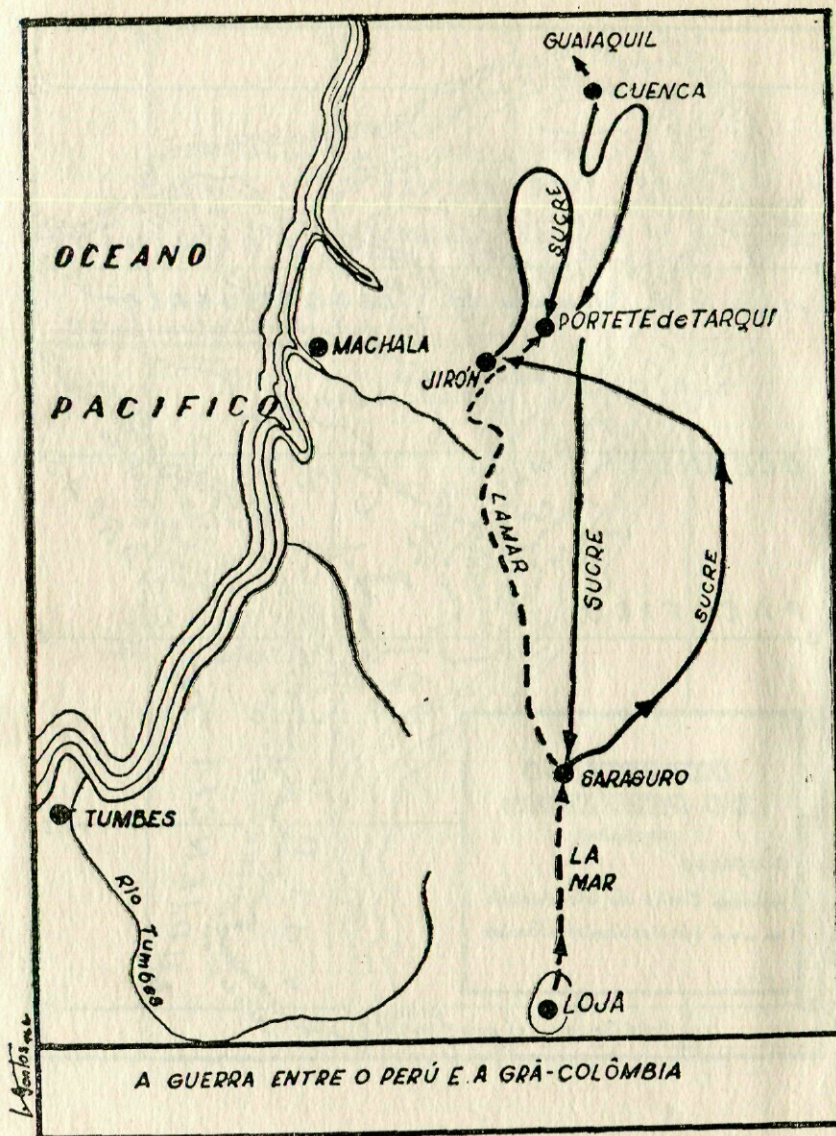 GUAIAQUIL
CUENCA
OCEANO
PACIFICO
SUCRE
PORTETE de TARQUI
MACHALA
JIRÓN
LAMAR
SUCRE
SUCRE
SARAGURO
TUMBES
LA
MAR
RIO Tumbes
LOJA
A GUERRA ENTRE O PERÚ E A GRÃ-COLÔMBIA